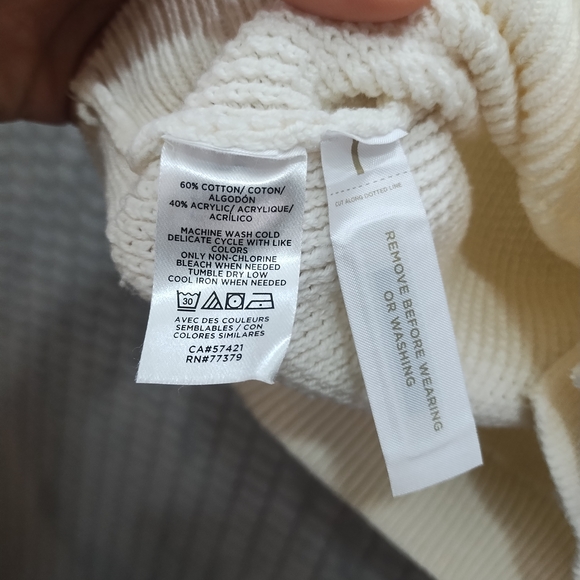 60% COTTON/ COTON/
ALGODÓN
40% ACRYLIC/ ACRYLIQUE/
ACRÍLICO
MACHINE WASH COLD
DELICATE CYCLE WITH LIKE
COLORS
ONLY NON-CHLORINE
BLEACH WHEN NEEDED
TUMBLE DRY LOW
COOL IRON WHEN NEEDED
30
AVEC DES COULEURS
SEMBLABLES / CON
COLORES SIMILARES
CA#57421
RN#77379
CUT ALONG DOTTED LINE
REMOVE BEFORE WEARING
OR WASHING